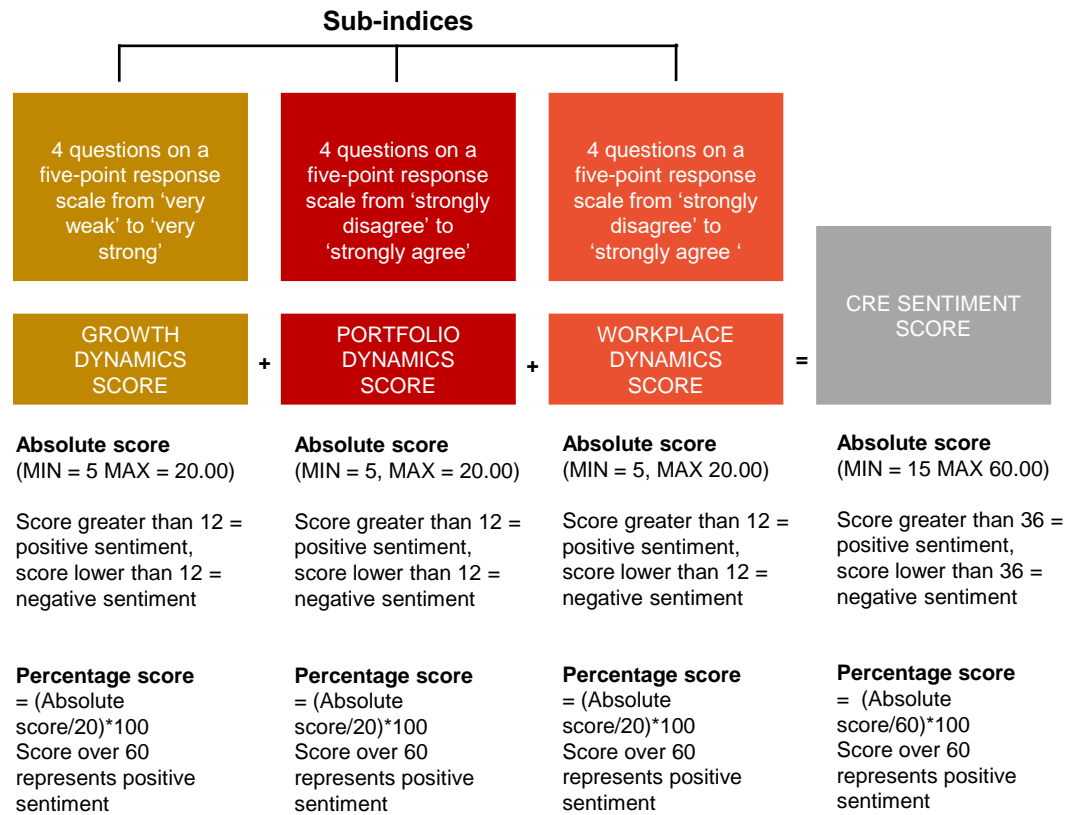 Sub-indices
4 questions on a
five-point response
scale from ‘very
weak’ to ‘very
strong’
4 questions on a
five-point response
scale from ‘strongly
disagree’ to
‘strongly agree’
4 questions on a
five-point response
scale from ‘strongly
disagree’ to
‘strongly agree ‘
GROWTH
DYNAMICS
SCORE
+
PORTFOLIO
DYNAMICS
SCORE
+
WORKPLACE
DYNAMICS
SCORE
=
CRE SENTIMENT
SCORE
Absolute score
(MIN = 5 MAX = 20.00)
Score greater than 12 =
positive sentiment,
score lower than 12 =
negative sentiment
Percentage score
= (Absolute
score/20)*100
Score over 60
represents positive
sentiment
Absolute score
(MIN = 5, MAX = 20.00)
Score greater than 12 =
positive sentiment,
score lower than 12 =
negative sentiment
Percentage score
= (Absolute
score/20)*100
Score over 60
represents positive
sentiment
Absolute score
(MIN = 5, MAX 20.00)
Score greater than 12 =
positive sentiment,
score lower than 12 =
negative sentiment
Percentage score
= (Absolute
score/20)*100
Score over 60
represents positive
sentiment
Absolute score
(MIN = 15 MAX 60.00)
Score greater than 36 =
positive sentiment,
score lower than 36 =
negative sentiment
Percentage score
= (Absolute
score/60)*100
Score over 60
represents positive
sentiment